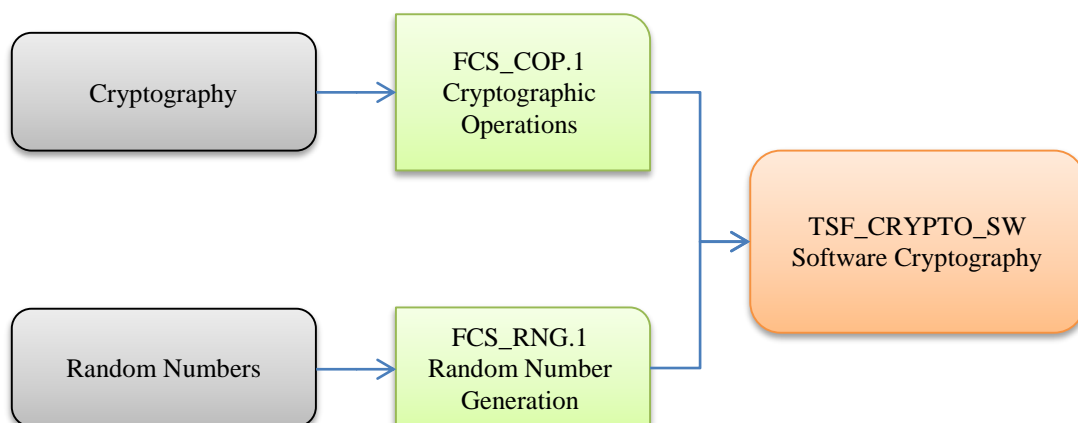 Cryptography
FCS_COP.1
Cryptographic
Operations
TSF_CRYPTO_SW
Software Cryptography
Random Numbers
FCS_RNG.1
Random Number
Generation